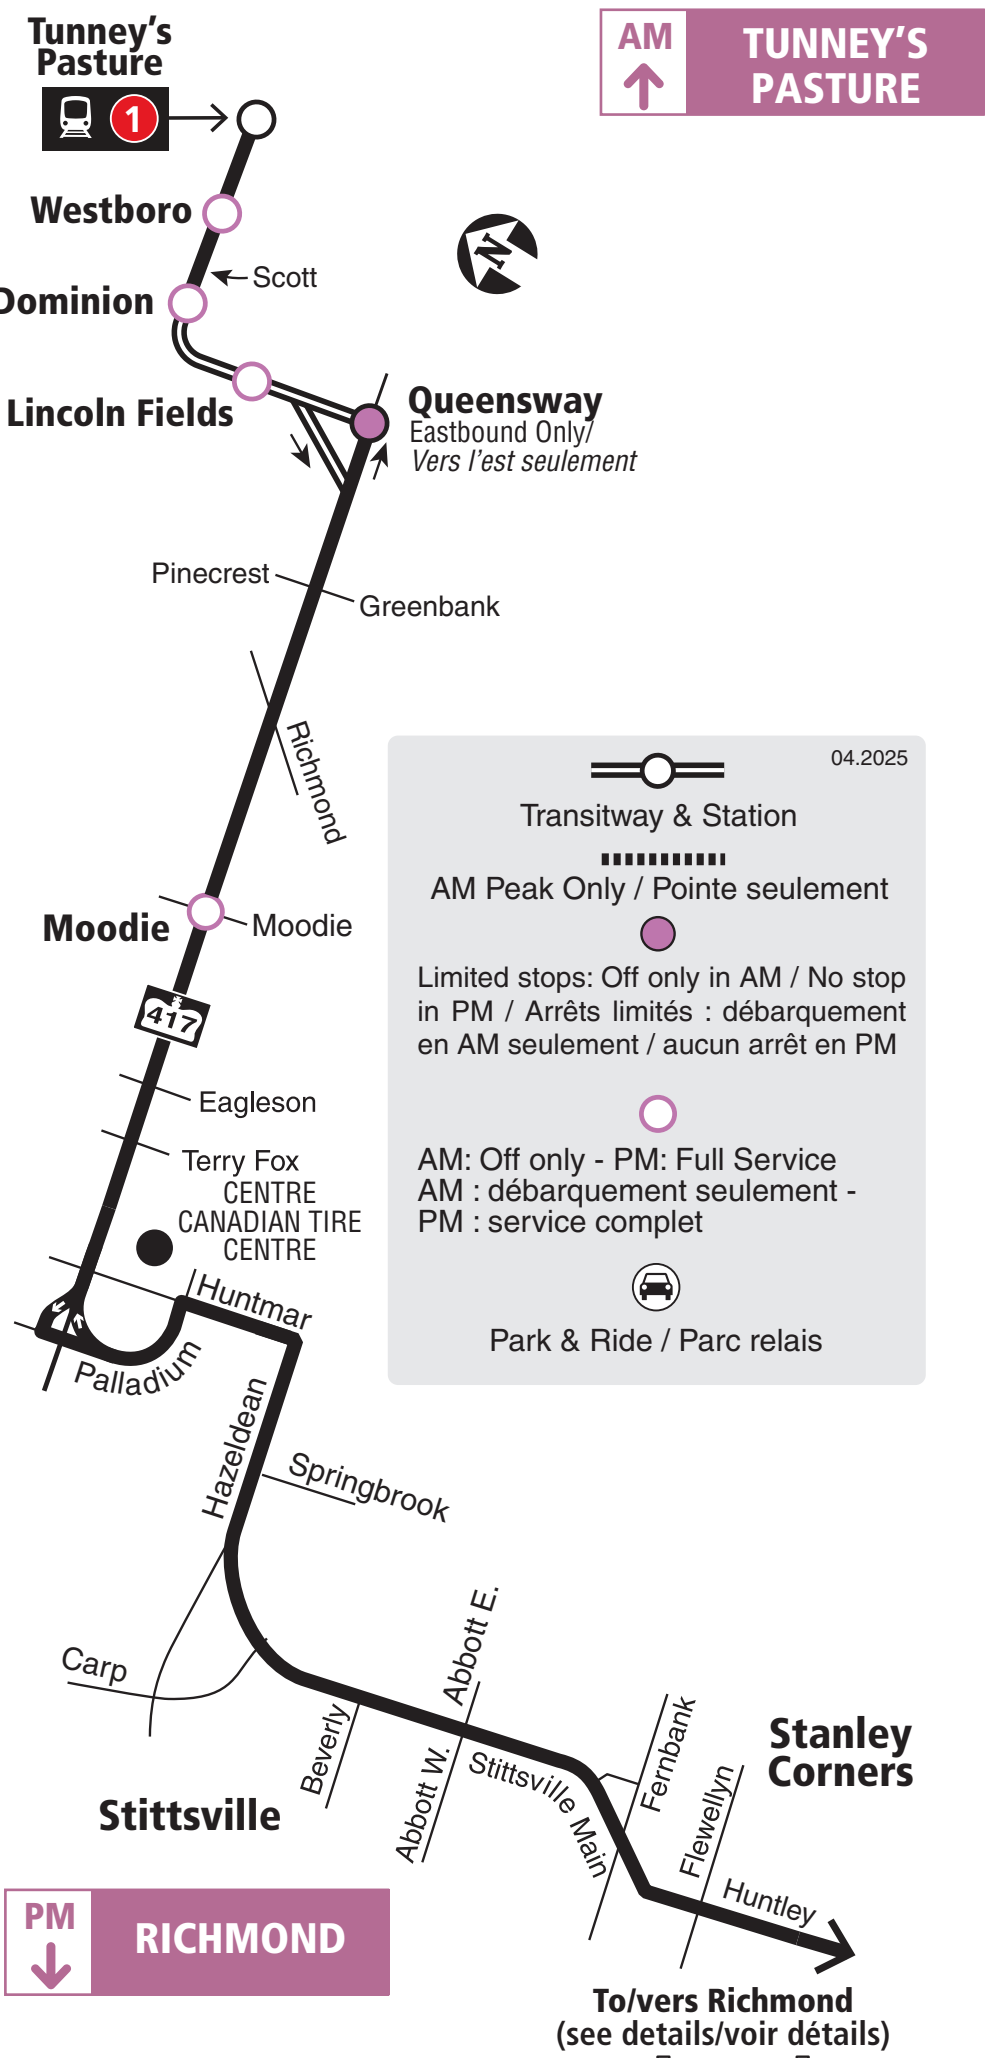 Tunney's
Pasture
1
AM
TUNNEY'S
PASTURE
Westboro
N
Scott
Dominion
Lincoln Fields
Queensway
Eastbound Only/
Vers l'est seulement
Pinecrest
Greenbank
Richmond
04.2025
Transitway & Station
AM Peak Only / Pointe seulement
Limited stops: Off only in AM / No stop
in PM / Arrêts limités : débarquement
en AM seulement / aucun arrêt en PM
AM: Off only - PM: Full Service
AM : débarquement seulement -
PM : service complet
Park & Ride / Parc relais
Moodie
Moodie
417
Eagleson
Terry Fox
CENTRE
CANADIAN TIRE
CENTRE
Huntmar
Palladium
Hazeldean
Springbrook
Carp
Abbott E.
Beverly
Abbott W.
Stittsville Main
Fernbank
Flewellyn
Stanley
Corners
Stittsville
Huntley
PM
RICHMOND
To/vers Richmond
(see details/voir détails)